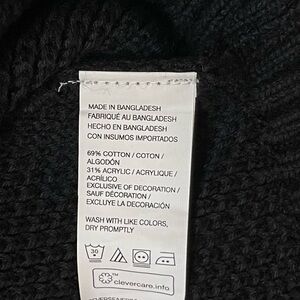 MADE IN BANGLADESH
FABRIQUÉ AU BANGLADESH
HECHO EN BANGLADESH
CON INSUMOS IMPORTADOS
69% COTTON / COTON /
ALGODÓN
31% ACRYLIC / ACRYLIQUE /
ACRÍLICO
EXCLUSIVE OF DECORATION /
SAUF DÉCORATION /
EXCLUYE LA DECORACIÓN
WASH WITH LIKE COLORS,
DRY PROMPTLY
30
clevercare.info